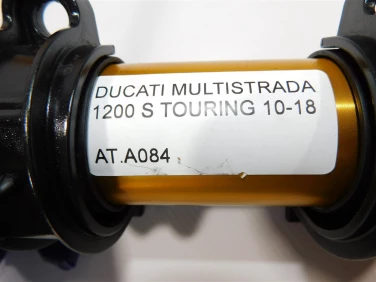 DUCATI MULTISTRADA
1200 S TOURING 10-18
AT.A084